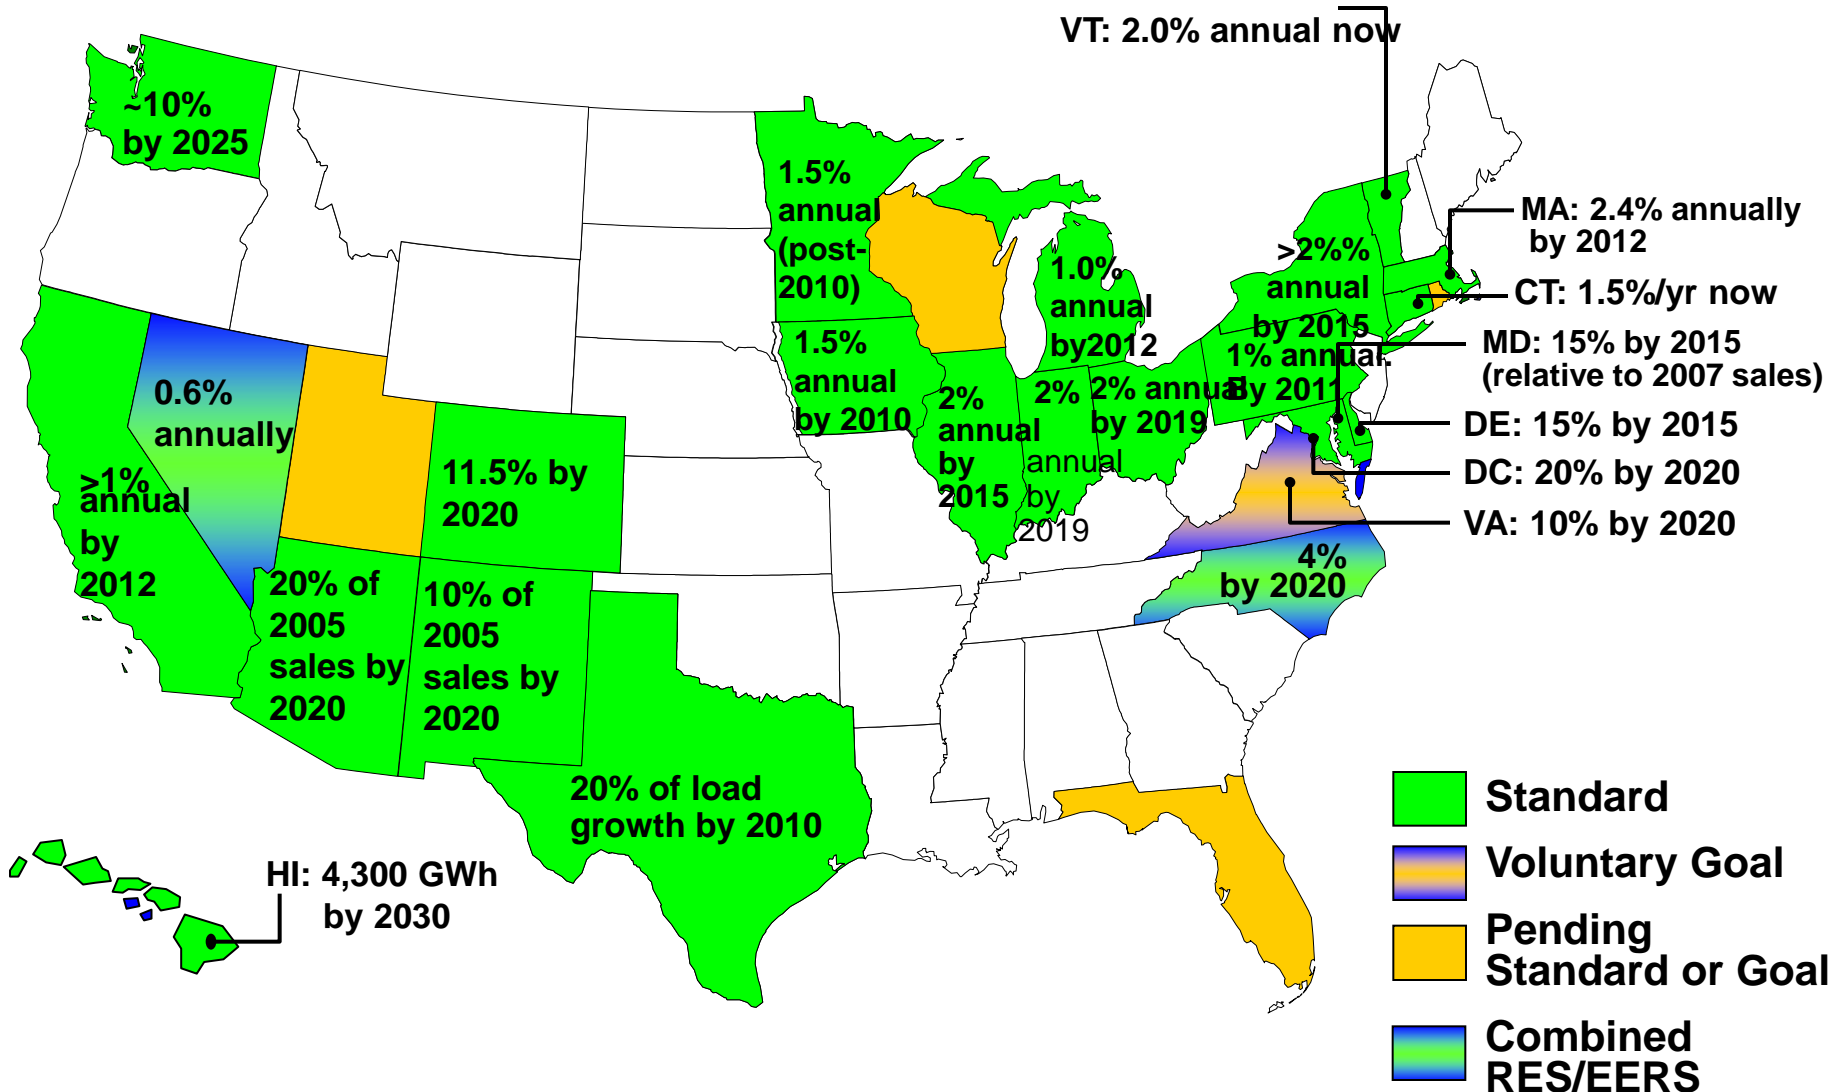 VT: 2.0% annual now
~10%
by 2025
1.5%
annual
(post-
2010)
MA: 2.4% annually
by 2012
>2%%
annual
by 2015
1.0%
annual
by2012
CT: 1.5%/yr now
MD: 15% by 2015
(relative to 2007 sales)
1.5%
annual
by 2010
1% annual.
By 2011
0.6%
annually
2%
annual
by
2015
2%
annual
by
2019
2% annual
by 2019
DE: 15% by 2015
DC: 20% by 2020
VA: 10% by 2020
>1%
annual
by
2012
11.5% by
2020
4%
by 2020
20% of
2005
sales by
2020
10% of
2005
sales by
2020
20% of load
growth by 2010
HI: 4,300 GWh
by 2030
Standard
Voluntary Goal
Pending
Standard or Goal
Combined
RES/EERS